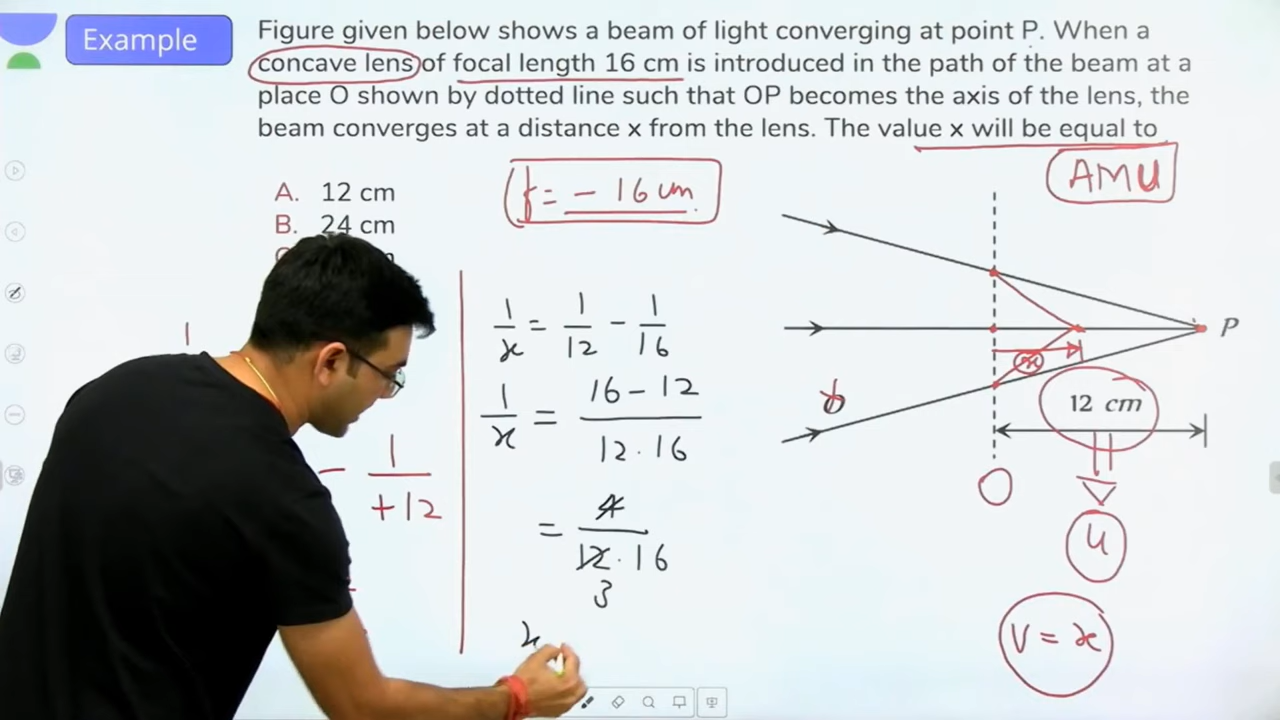 Example
Figure given below shows a beam of light converging at point P. When a
concave lens of focal length 16 cm is introduced in the path of the beam at a
place O shown by dotted line such that OP becomes the axis of the lens, the
beam converges at a distance x from the lens. The value x will be equal to
AMU
A. 12 cm
B. 24 cm
f = - 16 cm
1/x = 1/12 - 1/16
1/x = 16 - 12 / 12 . 16
= 4 / 12 . 16
3
x
1
- 1 / +12
P
x
12 cm
O
u
v = x